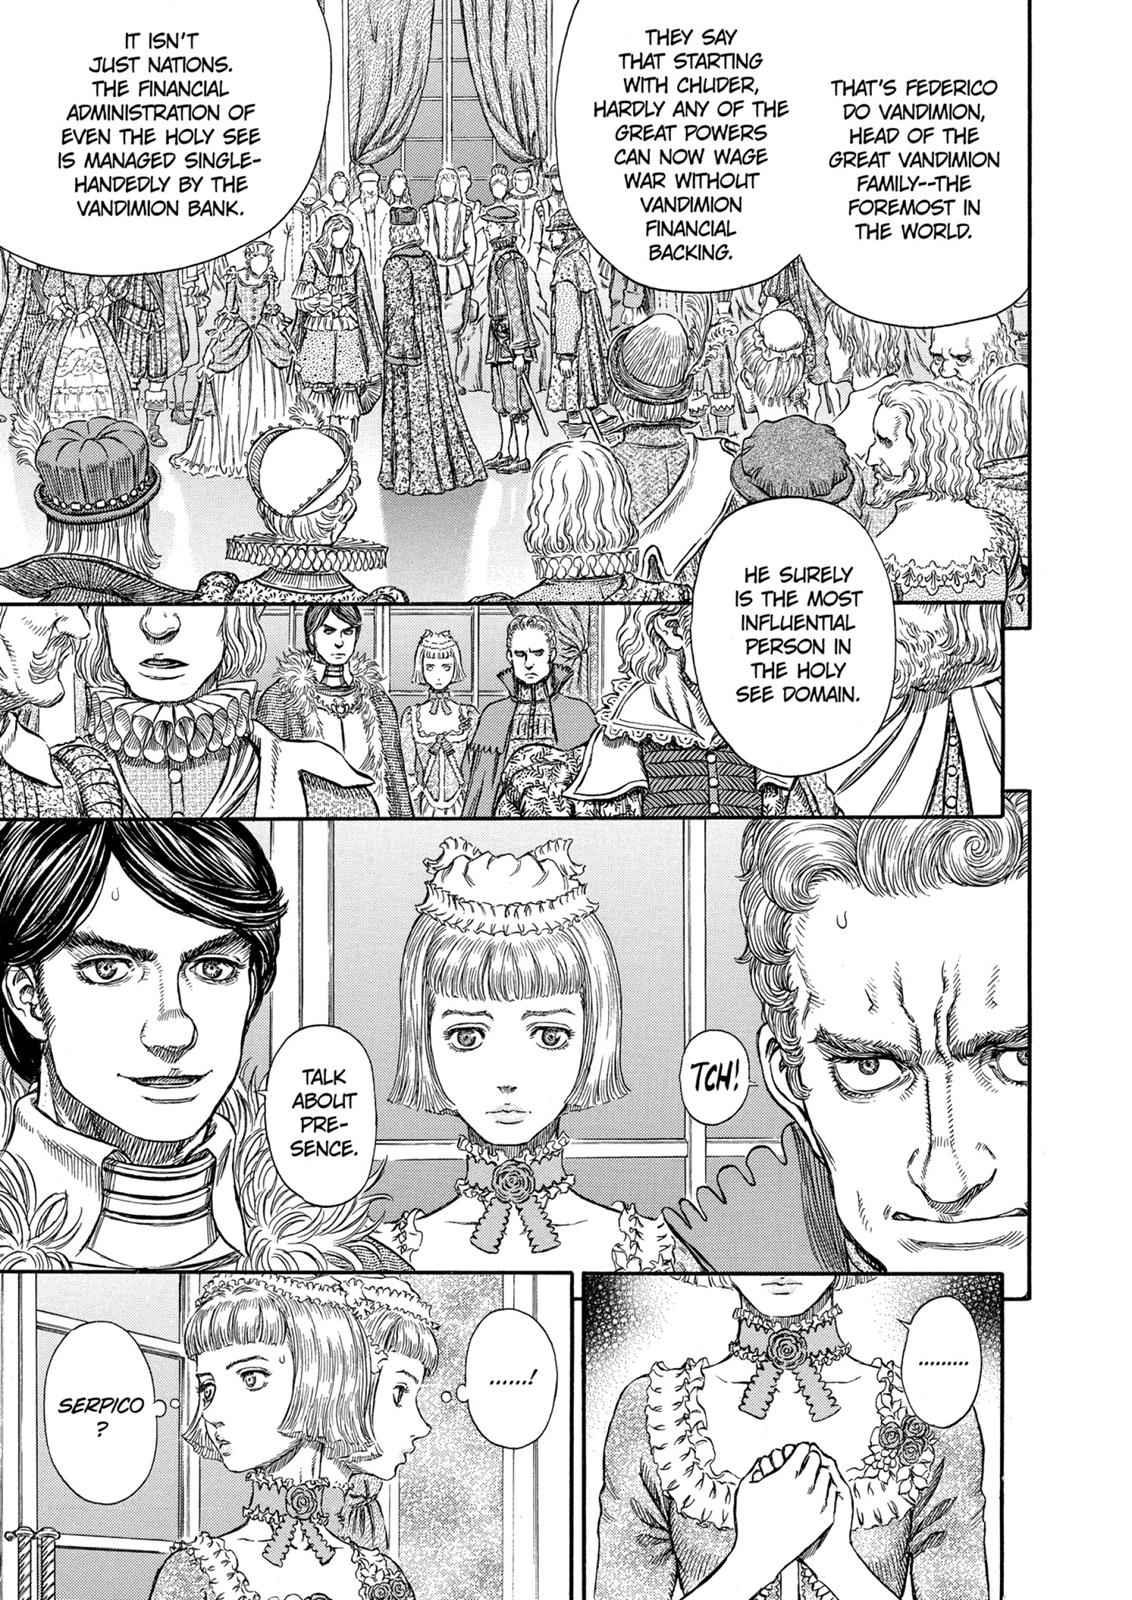 THAT'S FEDERICO
DO VANDIMION,
HEAD OF THE
GREAT VANDIMION
FAMILY--THE
FOREMOST IN
THE WORLD.
THEY SAY
THAT STARTING
WITH CHUDER,
HARDLY ANY OF THE
GREAT POWERS
CAN NOW WAGE
WAR WITHOUT
VANDIMION
FINANCIAL
BACKING.
IT ISN'T
JUST NATIONS.
THE FINANCIAL
ADMINISTRATION OF
EVEN THE HOLY SEE
IS MANAGED SINGLE-
HANDEDLY BY THE
VANDIMION BANK.
HE SURELY
IS THE MOST
INFLUENTIAL
PERSON IN
THE HOLY
SEE DOMAIN.
TCH!
TALK
ABOUT
PRE-
SENCE.
..........
.......!
SERPICO
?